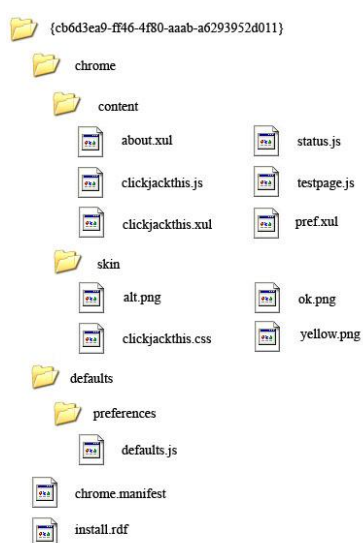 {cb6d3ea9-ff46-4f80-aaab-a6293952d011}
chrome
content
about.xul status.js
clickjackthis.js testpage.js
clickjackthis.xul pref.xul
skin
alt.png ok.png
clickjackthis.css yellow.png
defaults
preferences
defaults.js
chrome.manifest
install.rdf